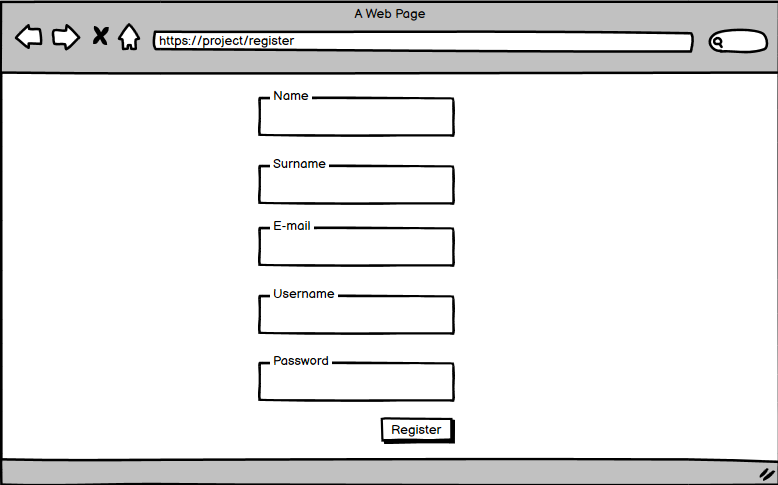 A Web Page
https://project/register
Name
Surname
E-mail
Username
Password
Register